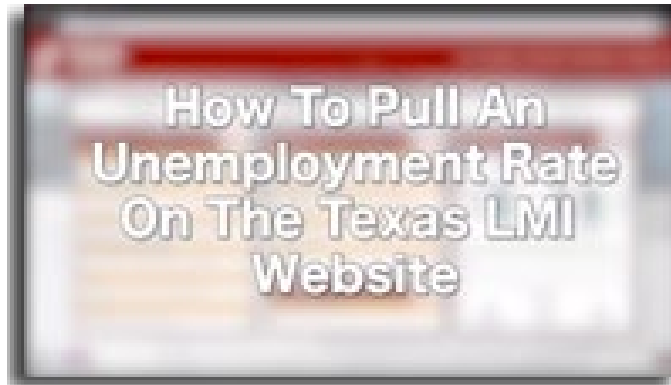 How To Pull An
Unemployment Rate
On The Texas LMI
Website